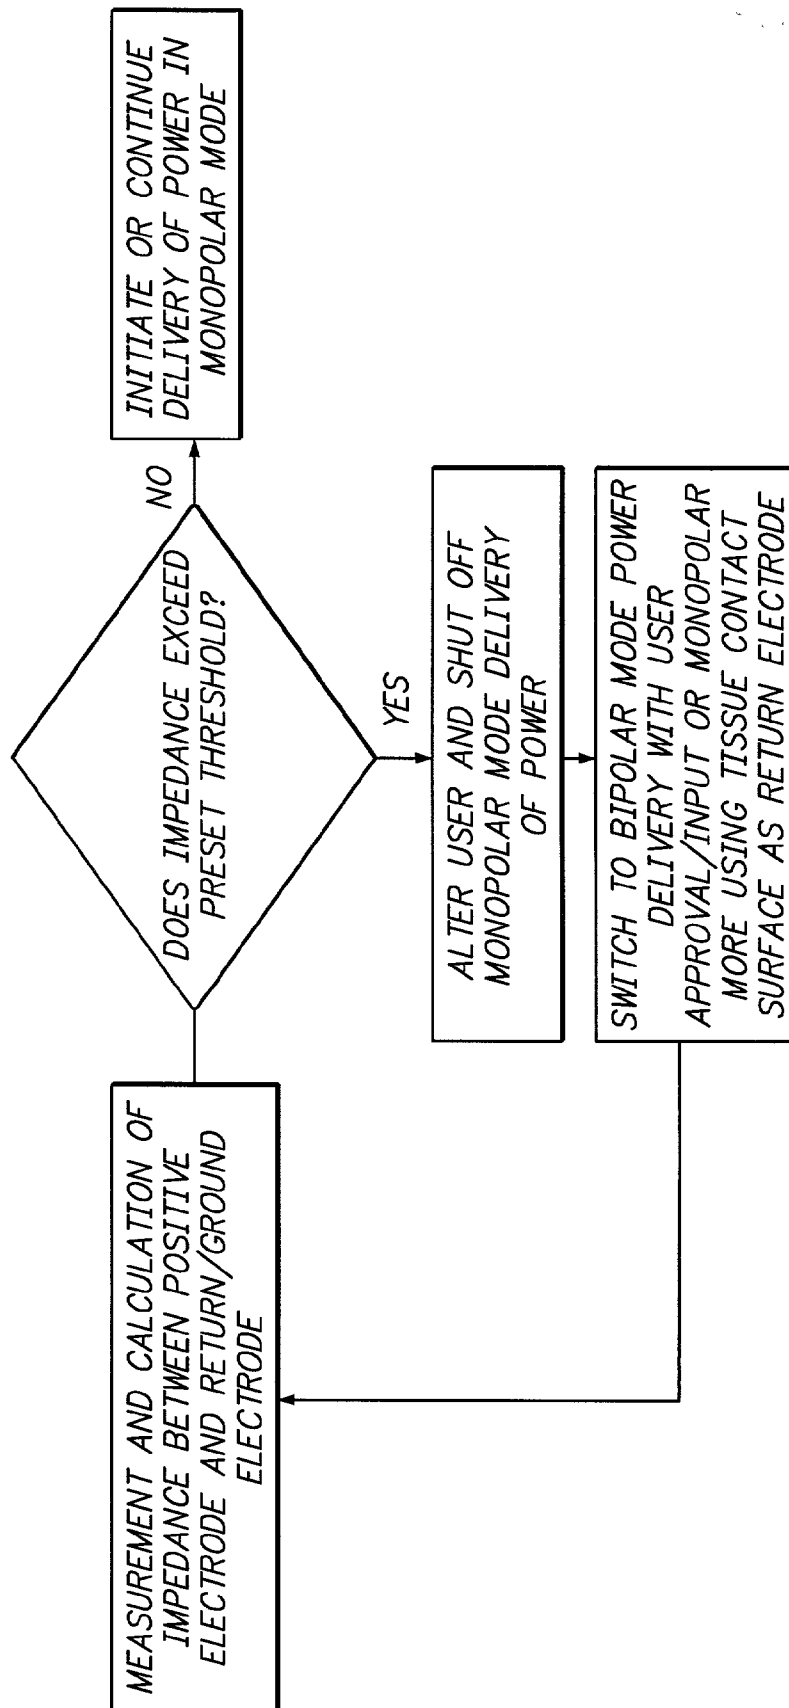 MEASUREMENT AND CALCULATION OF
IMPEDANCE BETWEEN POSITIVE
ELECTRODE AND RETURN/GROUND
ELECTRODE
DOES IMPEDANCE EXCEED
PRESET THRESHOLD?
NO
INITIATE OR CONTINUE
DELIVERY OF POWER IN
MONOPOLAR MODE
YES
ALTER USER AND SHUT OFF
MONOPOLAR MODE DELIVERY
OF POWER
SWITCH TO BIPOLAR MODE POWER
DELIVERY WITH USER
APPROVAL/INPUT OR MONOPOLAR
MORE USING TISSUE CONTACT
SURFACE AS RETURN ELECTRODE